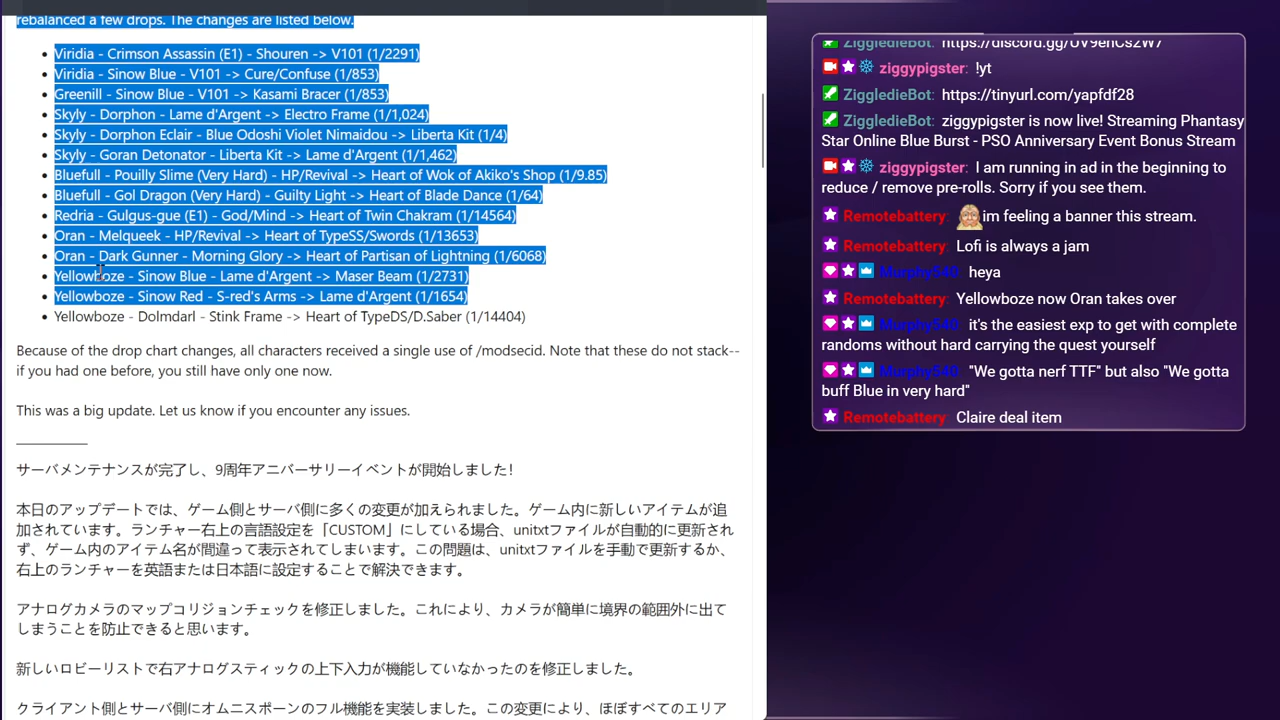 rebalanced a few drops. The changes are listed below.
Viridia - Crimson Assassin (E1) - Shouren -> V101 (1/2291)
Viridia - Sinow Blue - V101 -> Cure/Confuse (1/853)
Greenill - Sinow Blue - V101 -> Kasami Bracer (1/853)
Skyly - Dorphon - Lame d'Argent -> Electro Frame (1/1,024)
Skyly - Dorphon Eclair - Blue Odoshi Violet Nimaidou -> Liberta Kit (1/4)
Skyly - Goran Detonator - Liberta Kit -> Lame d'Argent (1/1,462)
Bluefull - Pouilly Slime (Very Hard) - HP/Revival -> Heart of Wok of Akiko's Shop (1/9.85)
Bluefull - Gol Dragon (Very Hard) - Guilty Light -> Heart of Blade Dance (1/64)
Redria - Gulgus-gue (E1) - God/Mind -> Heart of Twin Chakram (1/14564)
Oran - Melqueek - HP/Revival -> Heart of TypeSS/Swords (1/13653)
Oran - Dark Gunner - Morning Glory -> Heart of Partisan of Lightning (1/6068)
Yellowboze - Sinow Blue - Lame d'Argent -> Maser Beam (1/2731)
Yellowboze - Sinow Red - S-red's Arms -> Lame d'Argent (1/1654)
Yellowboze - Dolmdarl - Stink Frame -> Heart of TypeDS/D.Saber (1/14404)
Because of the drop chart changes, all characters received a single use of /modsecid. Note that these do not stack--
if you had one before, you still have only one now.
This was a big update. Let us know if you encounter any issues.
サーバメンテナンスが完了し、9周年アニバーサリーイベントが開始しました!
本日のアップデートでは、ゲーム側とサーバ側に多くの変更が加えられました。ゲーム内に新しいアイテムが追
加されています。ランチャー右上の言語設定を「CUSTOM」にしている場合、unitxtファイルが自動的に更新され
ず、ゲーム内のアイテム名が間違って表示されてしまいます。この問題は、unitxtファイルを手動で更新するか、
右上のランチャーを英語または日本語に設定することで解決できます。
アナログカメラのマップコリジョンチェックを修正しました。これにより、カメラが簡単に境界の範囲外に出て
しまうことを防止できると思います。
新しいロビーリストで右アナログスティックの上下入力が機能していなかったのを修正しました。
クライアント側とサーバ側にオムニスポーンのフル機能を実装しました。この変更により、ほぼすべてのエリア
ZiggledieBot: https://discord.gg/UV9enCs2W7
ziggypigster: !yt
ZiggledieBot: https://tinyurl.com/yapfdf28
ZiggledieBot: ziggypigster is now live! Streaming Phantasy
Star Online Blue Burst - PSO Anniversary Event Bonus Stream
ziggypigster: I am running in ad in the beginning to
reduce / remove pre-rolls. Sorry if you see them.
Remotebattery: im feeling a banner this stream.
Remotebattery: Lofi is always a jam
Murphy540: heya
Remotebattery: Yellowboze now Oran takes over
Murphy540: it's the easiest exp to get with complete
randoms without hard carrying the quest yourself
Murphy540: "We gotta nerf TTF" but also "We gotta
buff Blue in very hard"
Remotebattery: Claire deal item